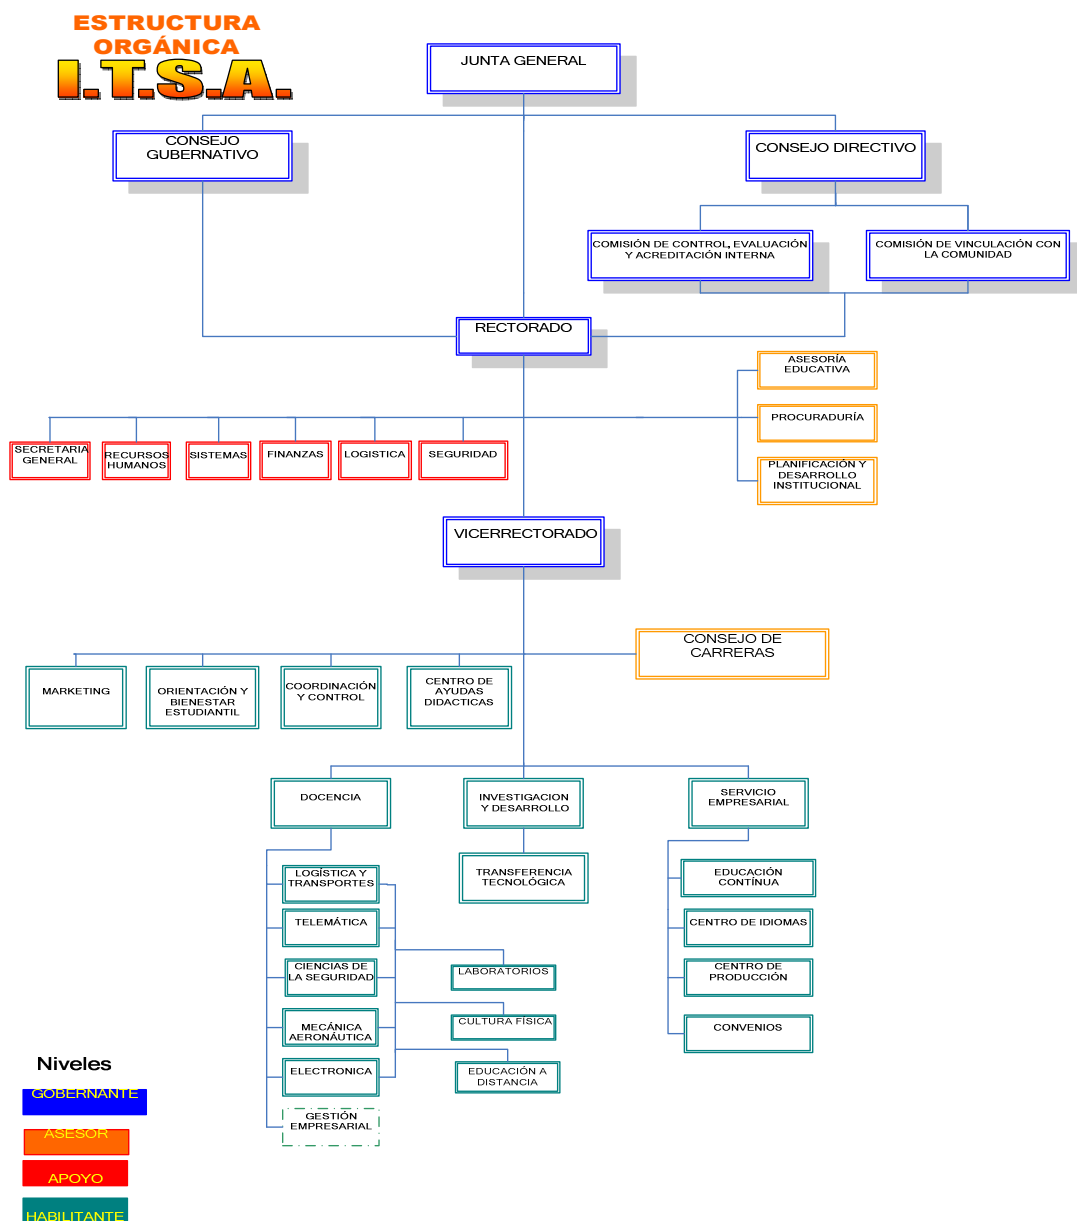 ESTRUCTURA
ORGÁNICA
I.T.S.A.
JUNTA GENERAL
CONSEJO
GUBERNATIVO
CONSEJO DIRECTIVO
COMISIÓN DE CONTROL, EVALUACIÓN
Y ACREDITACIÓN INTERNA
COMISIÓN DE VINCULACIÓN CON
LA COMUNIDAD
RECTORADO
ASESORÍA
EDUCATIVA
PROCURADURÍA
PLANIFICACIÓN Y
DESARROLLO
INSTITUCIONAL
SECRETARIA
GENERAL
RECURSOS
HUMANOS
SISTEMAS
FINANZAS
LOGISTICA
SEGURIDAD
VICERRECTORADO
CONSEJO DE
CARRERAS
MARKETING
ORIENTACIÓN Y
BIENESTAR
ESTUDIANTIL
COORDINACIÓN
Y CONTROL
CENTRO DE
AYUDAS
DIDACTICAS
DOCENCIA
INVESTIGACION
Y DESARROLLO
SERVICIO
EMPRESARIAL
LOGÍSTICA Y
TRANSPORTES
TELEMÁTICA
CIENCIAS DE
LA SEGURIDAD
MECÁNICA
AERONÁUTICA
ELECTRONICA
GESTIÓN
EMPRESARIAL
TRANSFERENCIA
TECNOLÓGICA
LABORATORIOS
CULTURA FÍSICA
EDUCACIÓN A
DISTANCIA
EDUCACIÓN
CONTÍNUA
CENTRO DE IDIOMAS
CENTRO DE
PRODUCCIÓN
CONVENIOS
Niveles
GOBERNANTE
ASESOR
APOYO
HABILITANTE